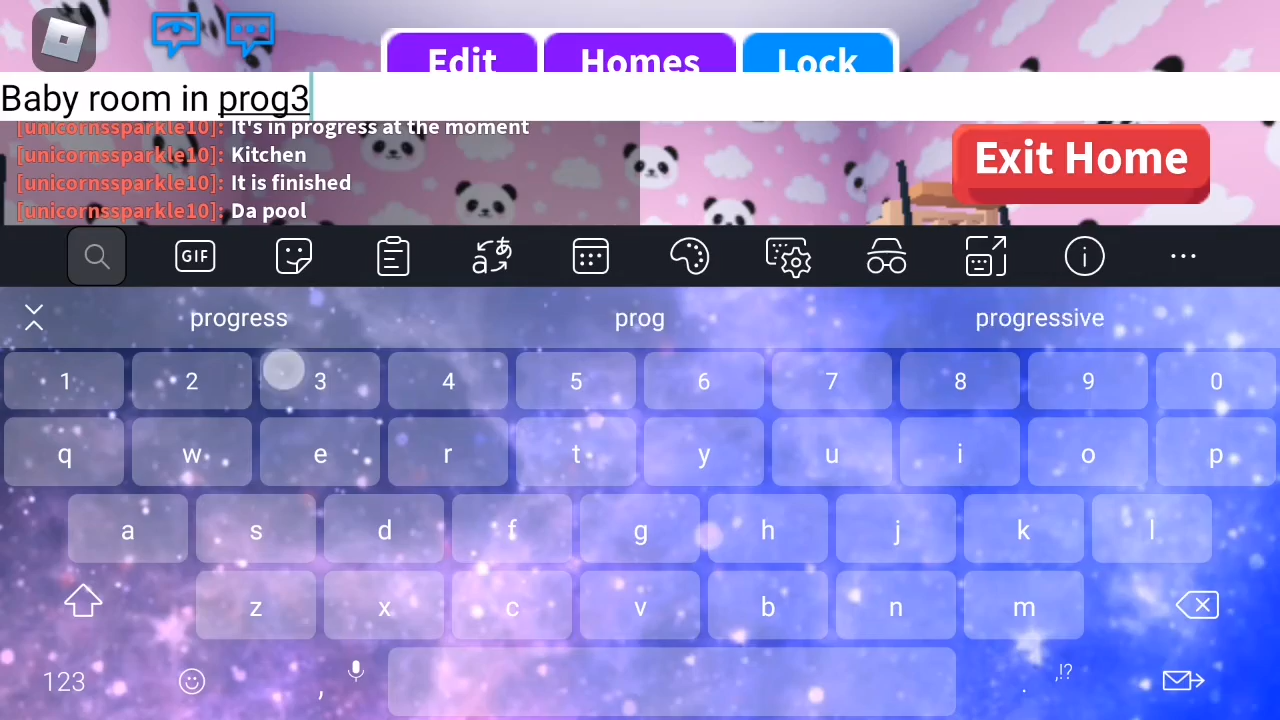 Edit Homes Lock
Baby room in prog3
[unicornssparkle10]: It's in progress at the moment
[unicornssparkle10]: Kitchen
[unicornssparkle10]: It is finished
[unicornssparkle10]: Da pool
Exit Home
GIF
progress prog progressive
1 2 3 4 5 6 7 8 9 0
q w e r t y u i o p
a s d f g h j k l
z x c v b n m
123 , . ,!?